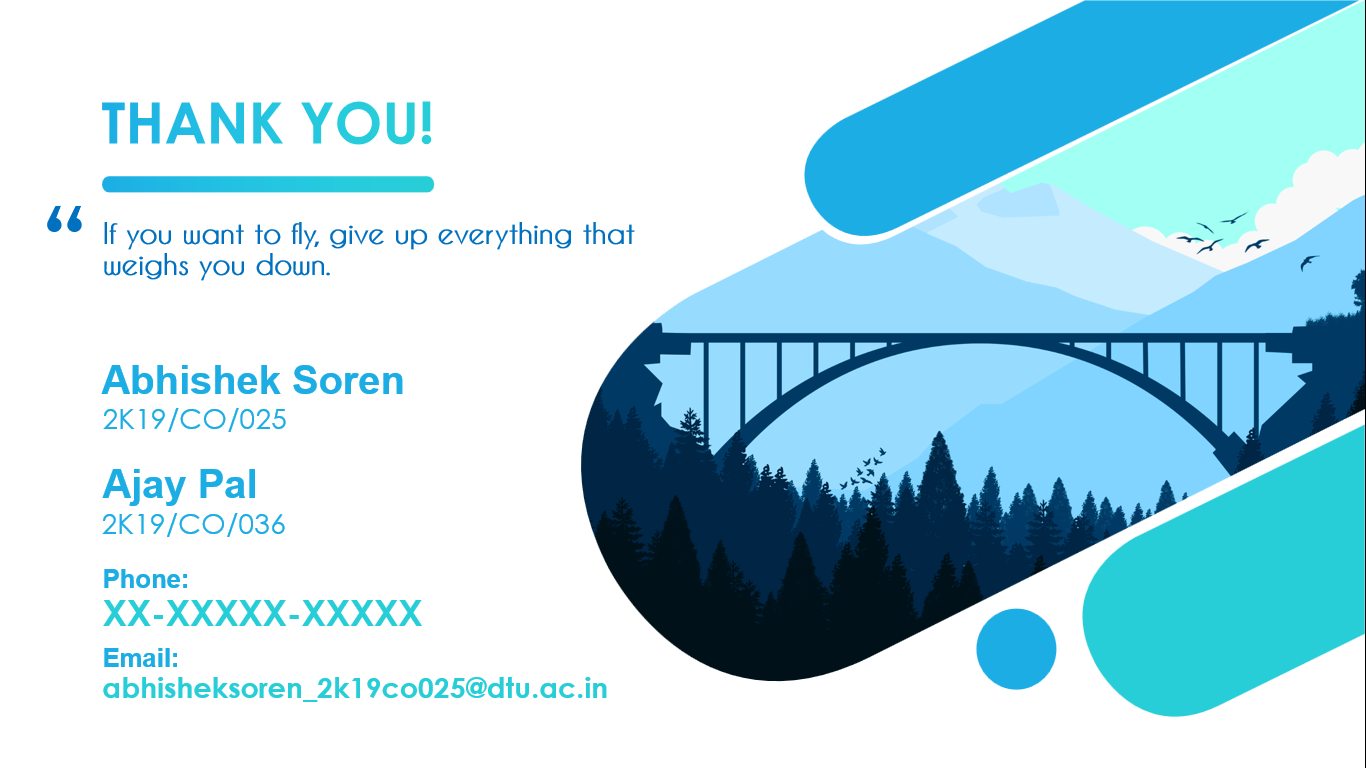 THANK YOU!
“ If you want to fly, give up everything that
weighs you down.
Abhishek Soren
2K19/CO/025
Ajay Pal
2K19/CO/036
Phone:
XX-XXXXX-XXXXX
Email:
abhisheksoren_2k19co025@dtu.ac.in